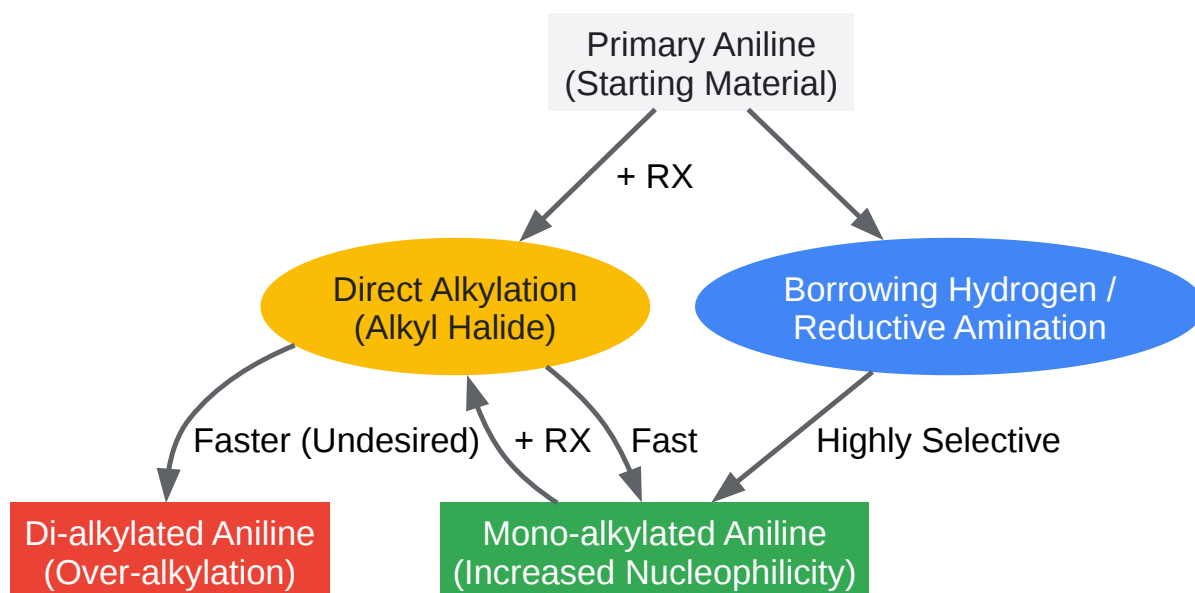 Primary Aniline
(Starting Material)
+ RX
Direct Alkylation
(Alkyl Halide)
Borrowing Hydrogen /
Reductive Amination
Faster (Undesired)
+ RX
Fast
Highly Selective
Di-alkylated Aniline
(Over-alkylation)
Mono-alkylated Aniline
(Increased Nucleophilicity)